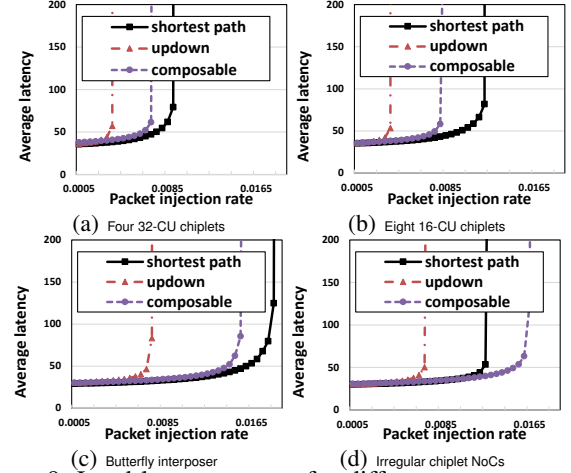 200
150
100
50
0
Average latency
shortest path
updown
composable
0.0005 0.0085 0.0165
Packet injection rate
(a) Four 32-CU chiplets
200
150
100
50
0
Average latency
shortest path
updown
composable
0.0005 0.0085 0.0165
Packet injection rate
(b) Eight 16-CU chiplets
200
150
100
50
0
Average latency
shortest path
updown
composable
0.0005 0.0085 0.0165
Packet injection rate
(c) Butterfly interposer
200
150
100
50
0
Average latency
shortest path
updown
composable
0.0005 0.0085 0.0165
Packet injection rate
(d) Irregular chiplet NoCs